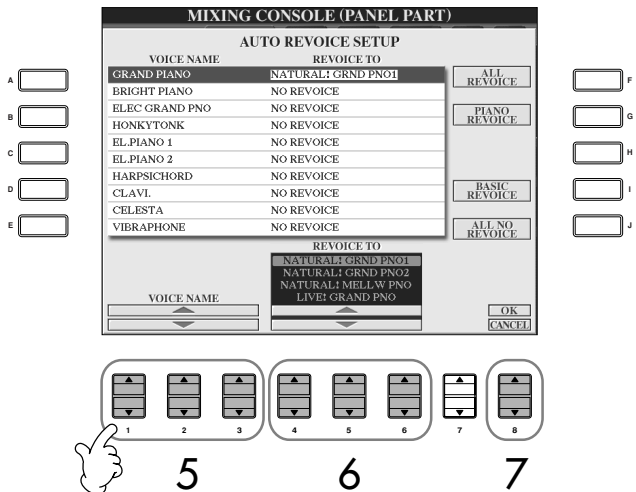 MIXING CONSOLE (PANEL PART)
AUTO REVOICE SETUP
VOICE NAME REVOICE TO
GRAND PIANO NATURAL! GRND PNO1
BRIGHT PIANO NO REVOICE
ELEC GRAND PNO NO REVOICE
HONKYTONK NO REVOICE
EL.PIANO 1 NO REVOICE
EL.PIANO 2 NO REVOICE
HARPSICHORD NO REVOICE
CLAVI. NO REVOICE
CELESTA NO REVOICE
VIBRAPHONE NO REVOICE
ALL
REVOICE
PIANO
REVOICE
BASIC
REVOICE
ALL NO
REVOICE
A
B
C
D
E
F
G
H
I
J
REVOICE TO
NATURAL! GRND PNO1
NATURAL! GRND PNO2
NATURAL! MELLW PNO
LIVE! GRAND PNO
VOICE NAME
OK
CANCEL
1 2 3 4 5 6 7 8
5 6 7